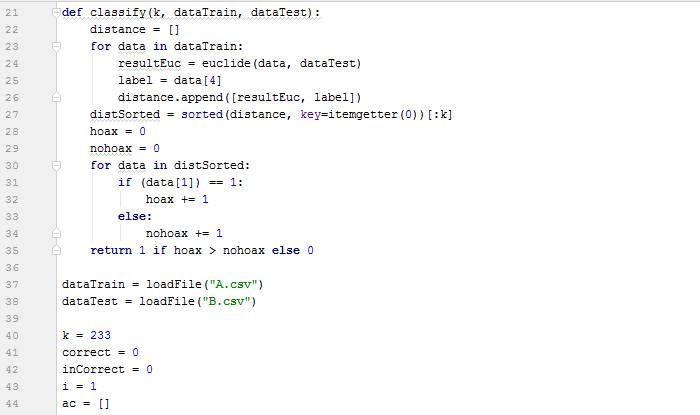 21 def classify(k, dataTrain, dataTest):
22     distance = []
23     for data in dataTrain:
24         resultEuc = euclide(data, dataTest)
25         label = data[4]
26         distance.append([resultEuc, label])
27     distSorted = sorted(distance, key=itemgetter(0))[:k]
28     hoax = 0
29     nohoax = 0
30     for data in distSorted:
31         if (data[1]) == 1:
32             hoax += 1
33         else:
34             nohoax += 1
35     return 1 if hoax > nohoax else 0
36
37 dataTrain = loadFile("A.csv")
38 dataTest = loadFile("B.csv")
39
40 k = 233
41 correct = 0
42 inCorrect = 0
43 i = 1
44 ac = []